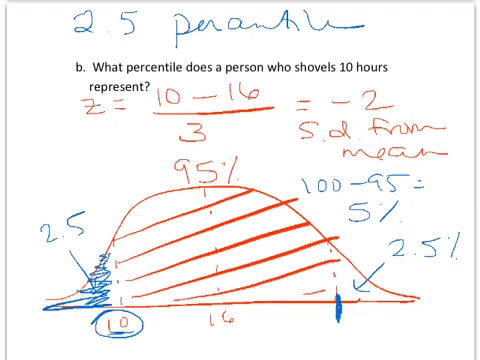 2.5 percantile
b. What percentile does a person who shovels 10 hours
represent?
z = 10 - 16 / 3 = -2
s.d. from
mean
95%
100-95=
5%
2.5
2.5%
10
16